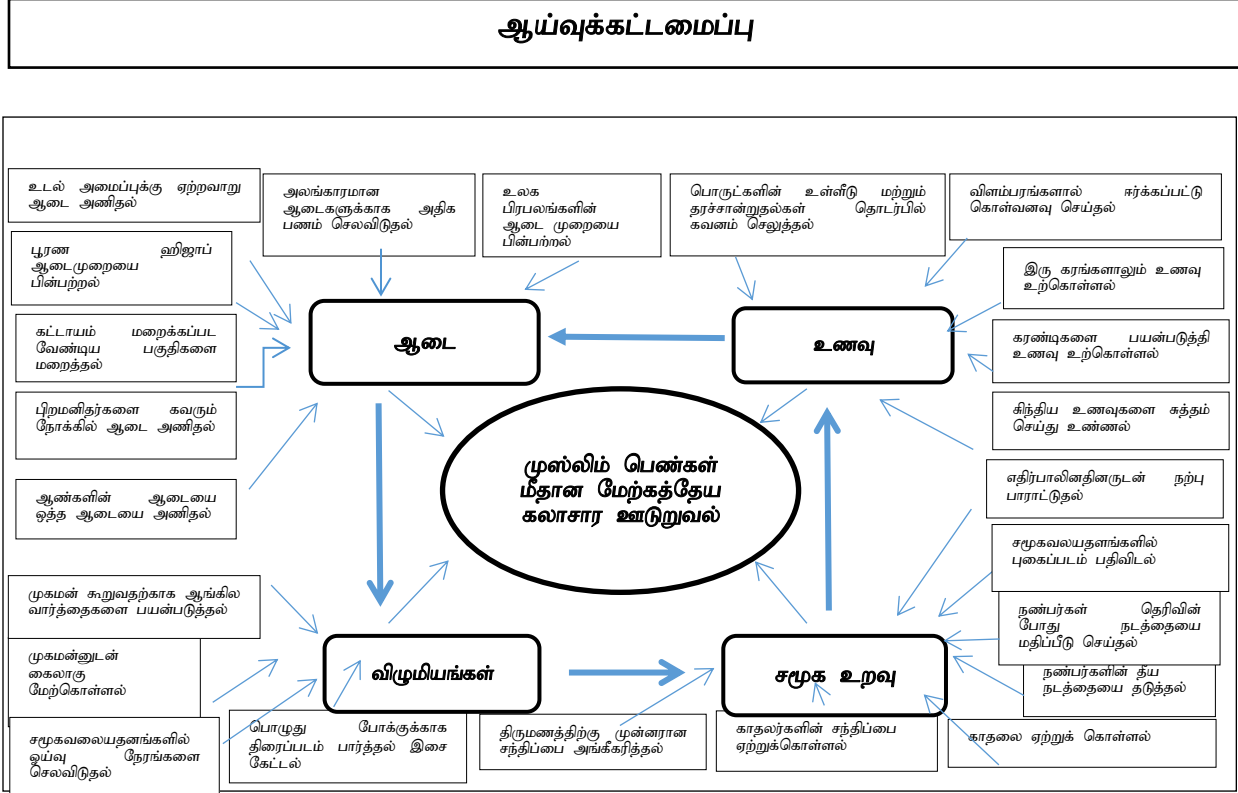 ஆய்வுக்கட்டமைப்பு
உடல் அமைப்புக்கு ஏற்றவாறு
ஆடை அணிதல்
அலங்காரமான
ஆடைகளுக்காக அதிக
பணம் செலவிடுதல்
உலக
பிரபலங்களின்
ஆடை முறையை
பின்பற்றல்
பொருட்களின் உள்ளீடு மற்றும்
தரச்சான்றுதல்கள் தொடர்பில்
கவனம் செலுத்தல்
விளம்பரங்களால் ஈர்க்கப்பட்டு
கொள்வனவு செய்தல்
பூரண ஹிஜாப்
ஆடைமுறையை
பின்பற்றல்
இரு கரங்களாலும் உணவு
உற்கொள்ளல்
கட்டாயம் மறைக்கப்பட
வேண்டிய பகுதிகளை
மறைத்தல்
ஆடை
உணவு
கரண்டிகளை பயன்படுத்தி
உணவு உற்கொள்ளல்
பிறமனிதர்களை கவரும்
நோக்கில் ஆடை அணிதல்
கிந்திய உணவுகளை சுத்தம்
செய்து உண்ணல்
முஸ்லிம் பெண்கள்
மீதான மேற்கத்தேய
கலாசார ஊடுறுவல்
ஆண்களின் ஆடையை
ஒத்த ஆடையை அணிதல்
எதிர்பாலினதினருடன் நற்பு
பாராட்டுதல்
சமூகவலயதளங்களில்
புகைப்படம் பதிவிடல்
முகமன் கூறுவதற்காக ஆங்கில
வார்த்தைகளை பயன்படுத்தல்
நண்பர்கள் தெரிவின்
போது நடத்தையை
மதிப்பீடு செய்தல்
முகமன்னுடன்
கைலாகு
மேற்கொள்ளல்
விழுமியங்கள்
சமூக உறவு
நண்பர்களின் தீய
நடத்தையை தடுத்தல்
சமூகவலையதனங்களில்
ஓய்வு நேரங்களை
செலவிடுதல்
பொழுது போக்குக்காக
திரைப்படம் பார்த்தல் இசை
கேட்டல்
திருமணத்திற்கு முன்னரான
சந்திப்பை அங்கீகரித்தல்
காதலர்களின் சந்திப்பை
ஏற்றுக்கொள்ளல்
காதலை ஏற்றுக் கொள்ளல்